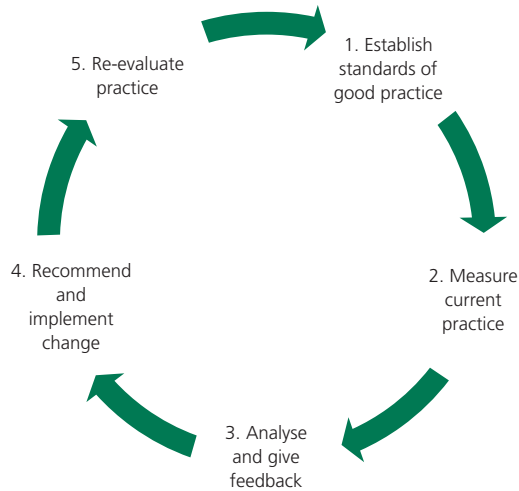 1. Establish
standards of
good practice
2. Measure
current
practice
3. Analyse
and give
feedback
4. Recommend
and
implement
change
5. Re-evaluate
practice